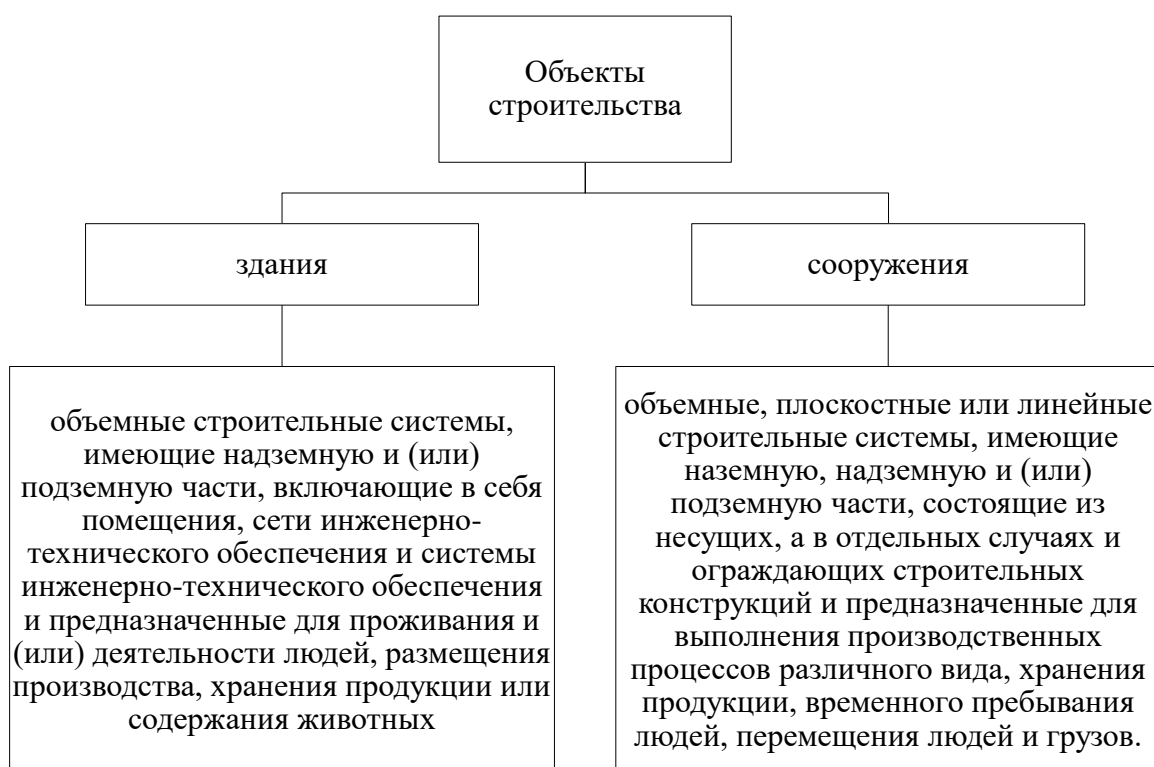 Объекты
строительства
здания
сооружения
объемные строительные системы,
имеющие надземную и (или)
подземную части, включающие в себя
помещения, сети инженерно-
технического обеспечения и системы
инженерно-технического обеспечения
и предназначенные для проживания и
(или) деятельности людей, размещения
производства, хранения продукции или
содержания животных
объемные, плоскостные или линейные
строительные системы, имеющие
наземную, надземную и (или)
подземную части, состоящие из
несущих, а в отдельных случаях и
ограждающих строительных
конструкций и предназначенные для
выполнения производственных
процессов различного вида, хранения
продукции, временного пребывания
людей, перемещения людей и грузов.